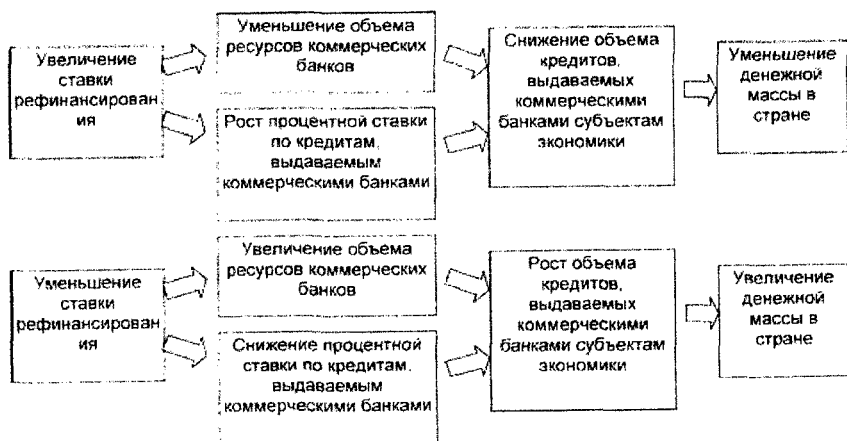 Увеличение
ставки
рефинансирован
ия
Уменьшение объема
ресурсов коммерческих
банков
Рост процентной ставки
по кредитам,
выдаваемым
коммерческими банками
Снижение объема
кредитов,
выдаваемых
коммерческими
банками субъектам
экономики
Уменьшение
денежной
массы в
стране
Уменьшение
ставки
рефинансирован
ия
Увеличение объема
ресурсов коммерческих
банков
Снижение процентной
ставки по кредитам,
выдаваемым
коммерческими банками
Рост объема
кредитов,
выдаваемых
коммерческими
банками субъектам
экономики
Увеличение
денежной
массы в
стране